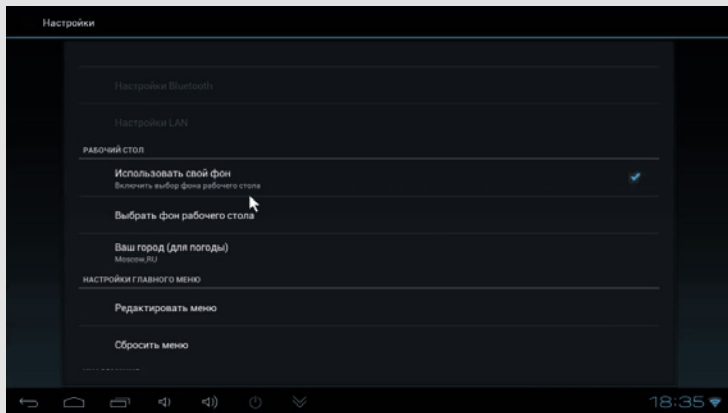 Настройки
Настройки Bluetooth
Настройки LAN
РАБОЧИЙ СТОЛ
Использовать свой фон
Включить выбор фона рабочего стола
Выбрать фон рабочего стола
Ваш город (для погоды)
Moscow,RU
НАСТРОЙКИ ГЛАВНОГО МЕНЮ
Редактировать меню
Сбросить меню
18:35